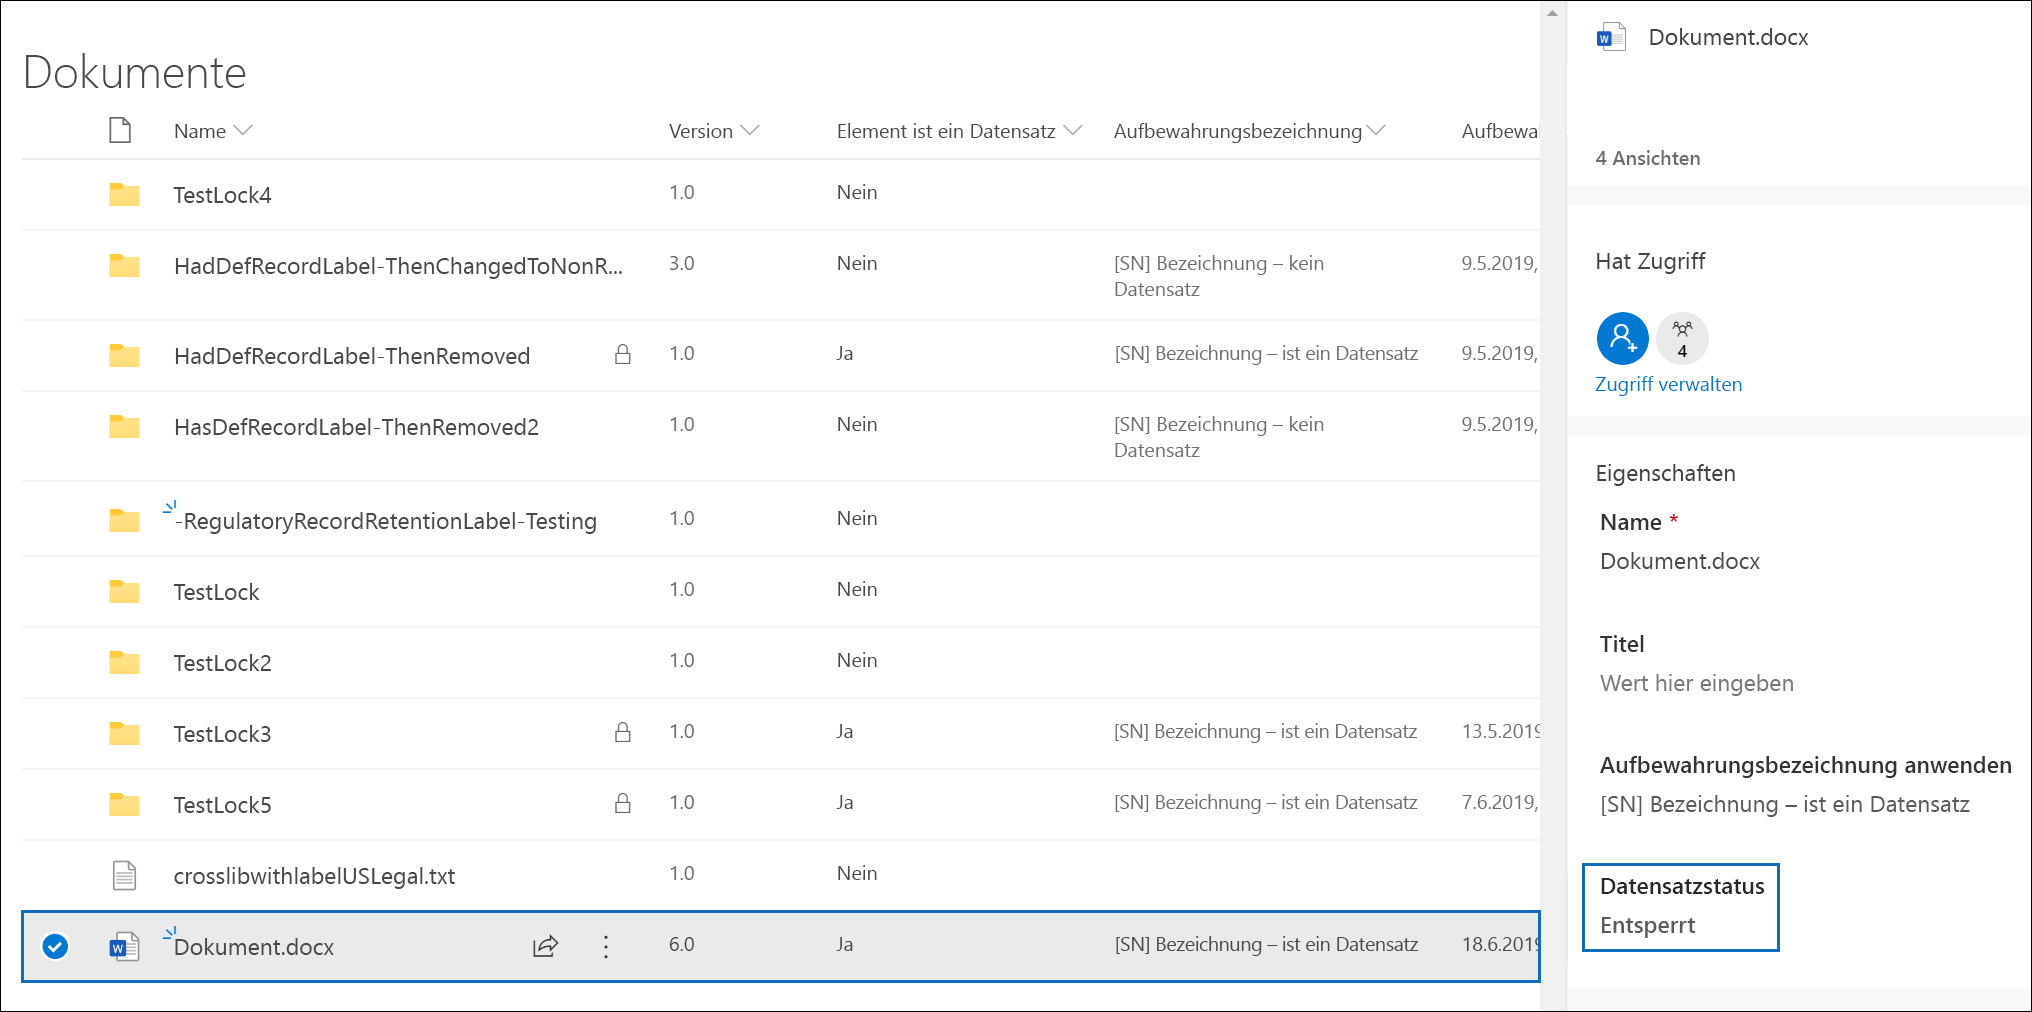 Dokumente
Name Version Element ist ein Datensatz Aufbewahrungsbezeichnung Aufbewa
TestLock4 1.0 Nein
HadDefRecordLabel-ThenChangedToNonR... 3.0 Nein [SN] Bezeichnung – kein 9.5.2019,
Datensatz
HadDefRecordLabel-ThenRemoved 1.0 Ja [SN] Bezeichnung – ist ein Datensatz 9.5.2019,
HasDefRecordLabel-ThenRemoved2 1.0 Nein [SN] Bezeichnung – kein 9.5.2019,
Datensatz
-RegulatoryRecordRetentionLabel-Testing 1.0 Nein
TestLock 1.0 Nein
TestLock2 1.0 Nein
TestLock3 1.0 Ja [SN] Bezeichnung – ist ein Datensatz 13.5.2019
TestLock5 1.0 Ja [SN] Bezeichnung – ist ein Datensatz 7.6.2019,
crosslibwithlabelUSLegal.txt 1.0 Nein
Dokument.docx 6.0 Ja [SN] Bezeichnung – ist ein Datensatz 18.6.2019
Dokument.docx
4 Ansichten
Hat Zugriff
4
Zugriff verwalten
Eigenschaften
Name *
Dokument.docx
Titel
Wert hier eingeben
Aufbewahrungsbezeichnung anwenden
[SN] Bezeichnung – ist ein Datensatz
Datensatzstatus
Entsperrt